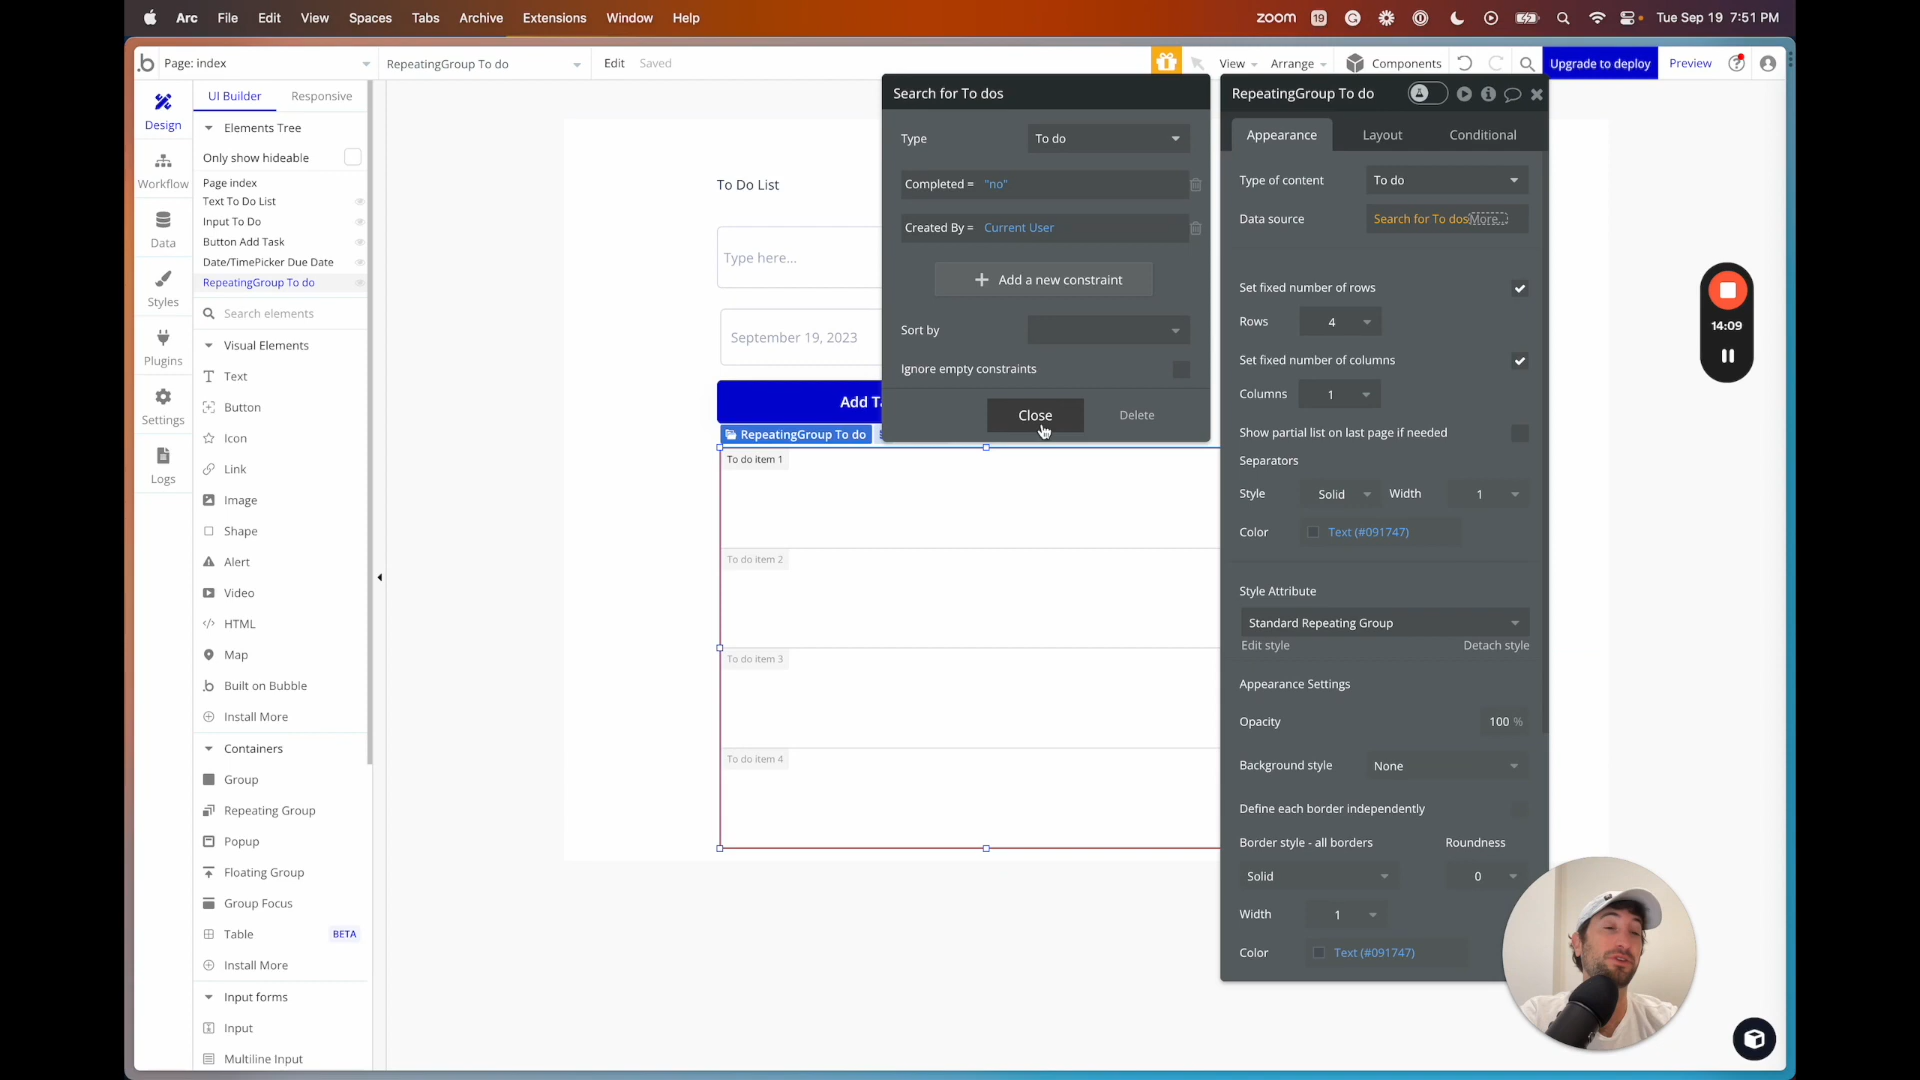 Arc File Edit View Spaces Tabs Archive Extensions Window Help
zoom 19 Tue Sep 19 7:51 PM
Page: index
RepeatingGroup To do
Edit Saved
View Arrange Components Upgrade to deploy Preview
Design
Workflow
Data
Styles
Plugins
Settings
Logs
UI Builder Responsive
Elements Tree
Only show hideable
Page index
Text To Do List
Input To Do
Button Add Task
Date/TimePicker Due Date
RepeatingGroup To do
Search elements
Visual Elements
Text
Button
Icon
Link
Image
Shape
Alert
Video
HTML
Map
Built on Bubble
Install More
Containers
Group
Repeating Group
Popup
Floating Group
Group Focus
Table BETA
Install More
Input forms
Input
Multiline Input
To Do List
Type here...
September 19, 2023
Add Ta
RepeatingGroup To do
To do item 1
To do item 2
To do item 3
To do item 4
Search for To dos
Type To do
Completed = "no"
Created By = Current User
Add a new constraint
Sort by
Ignore empty constraints
Close Delete
RepeatingGroup To do
Appearance Layout Conditional
Type of content To do
Data source Search for To dos More...
Set fixed number of rows
Rows 4
Set fixed number of columns
Columns 1
Show partial list on last page if needed
Separators
Style Solid Width 1
Color Text (#091747)
Style Attribute
Standard Repeating Group
Edit style Detach style
Appearance Settings
Opacity 100 %
Background style None
Define each border independently
Border style - all borders Roundness
Solid 0
Width 1
Color Text (#091747)
14:09